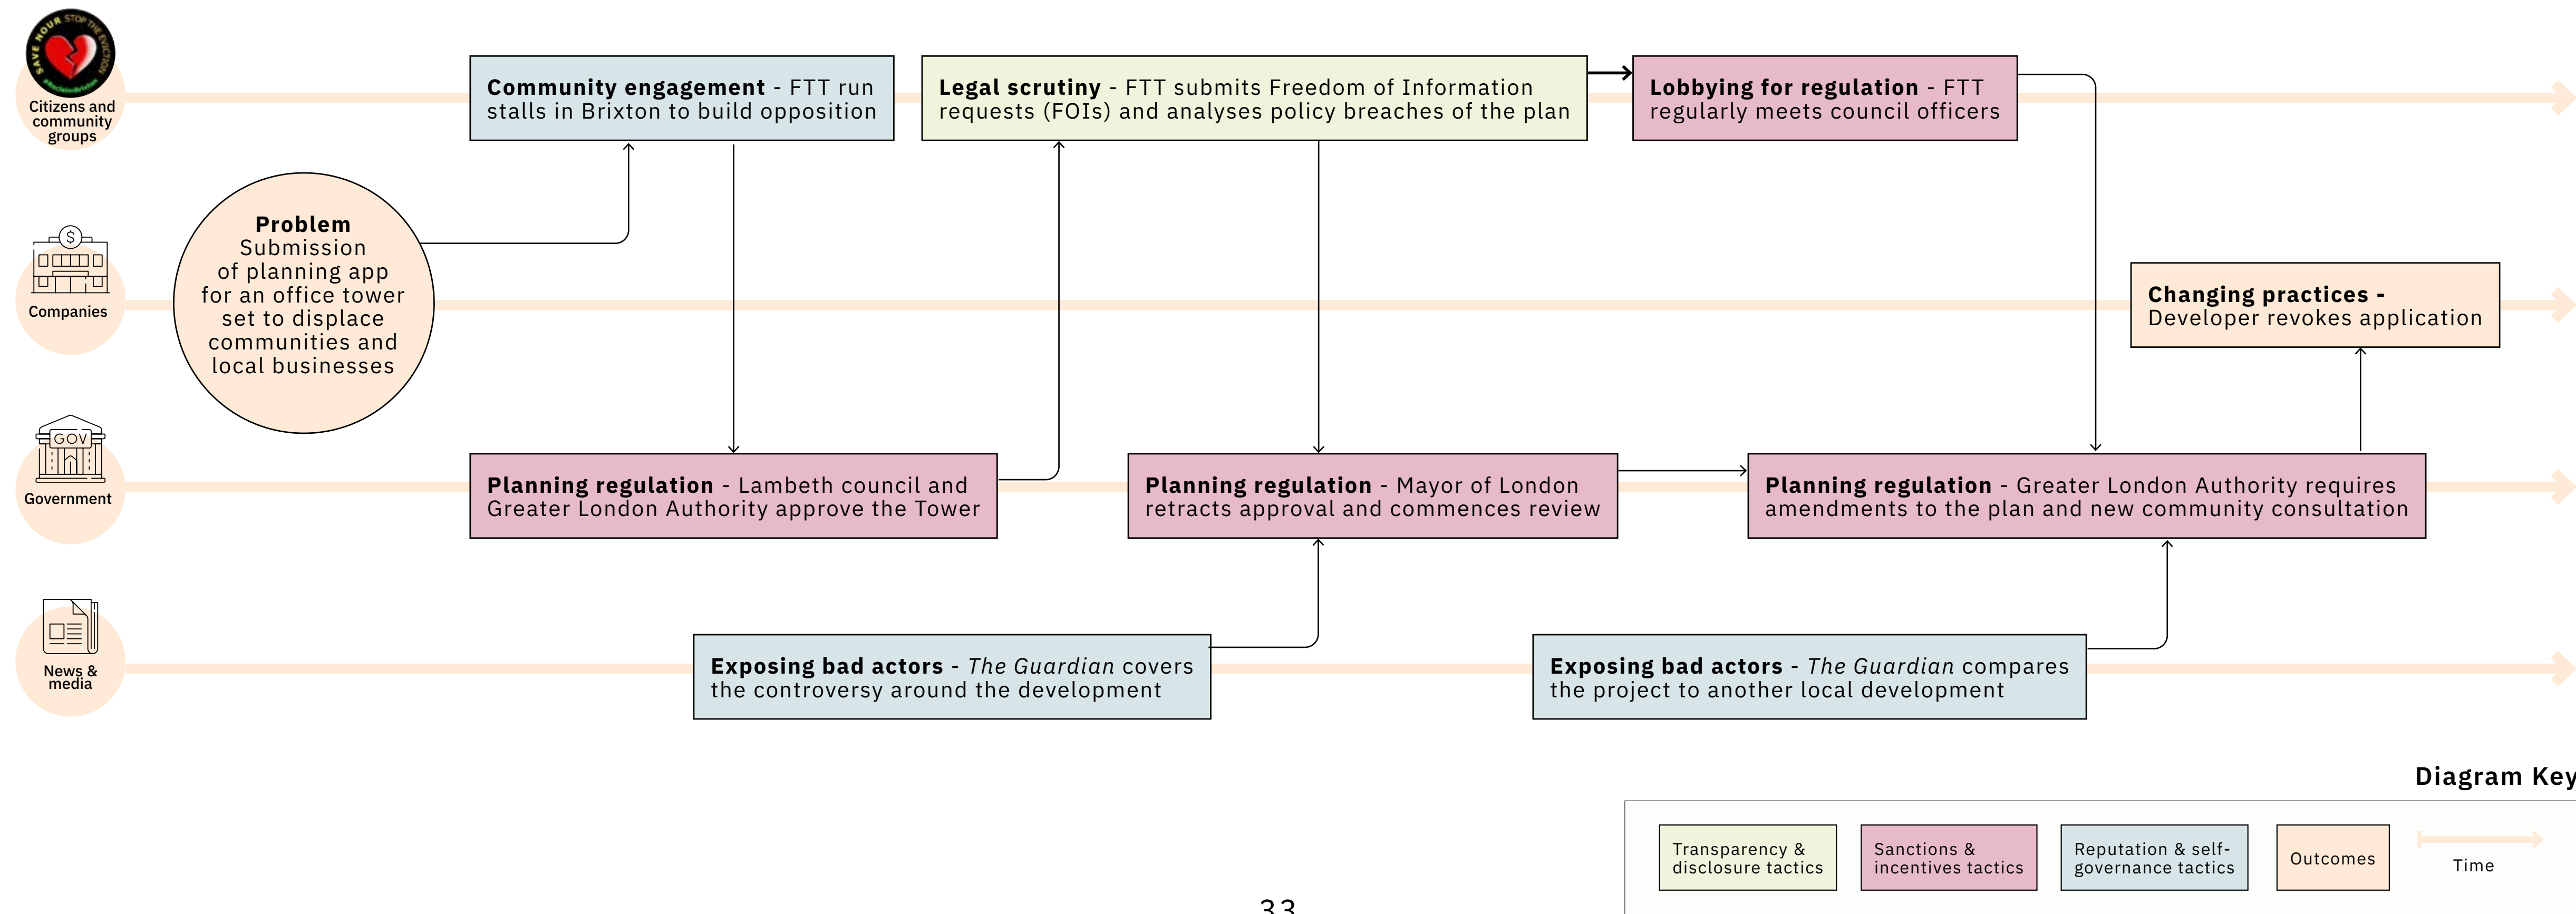 SAVE NOUR STOP THE EVICTION
Citizens and
community
groups
Community engagement - FTT run
stalls in Brixton to build opposition
Legal scrutiny - FTT submits Freedom of Information
requests (FOIs) and analyses policy breaches of the plan
Lobbying for regulation - FTT
regularly meets council officers
Problem
Submission
of planning app
for an office tower
set to displace
communities and
local businesses
$
Companies
Changing practices -
Developer revokes application
GOV
Government
Planning regulation - Lambeth council and
Greater London Authority approve the Tower
Planning regulation - Mayor of London
retracts approval and commences review
Planning regulation - Greater London Authority requires
amendments to the plan and new community consultation
News &
media
Exposing bad actors - The Guardian covers
the controversy around the development
Exposing bad actors - The Guardian compares
the project to another local development
Diagram Key
Transparency &
disclosure tactics
Sanctions &
incentives tactics
Reputation & self-
governance tactics
Outcomes
Time
33